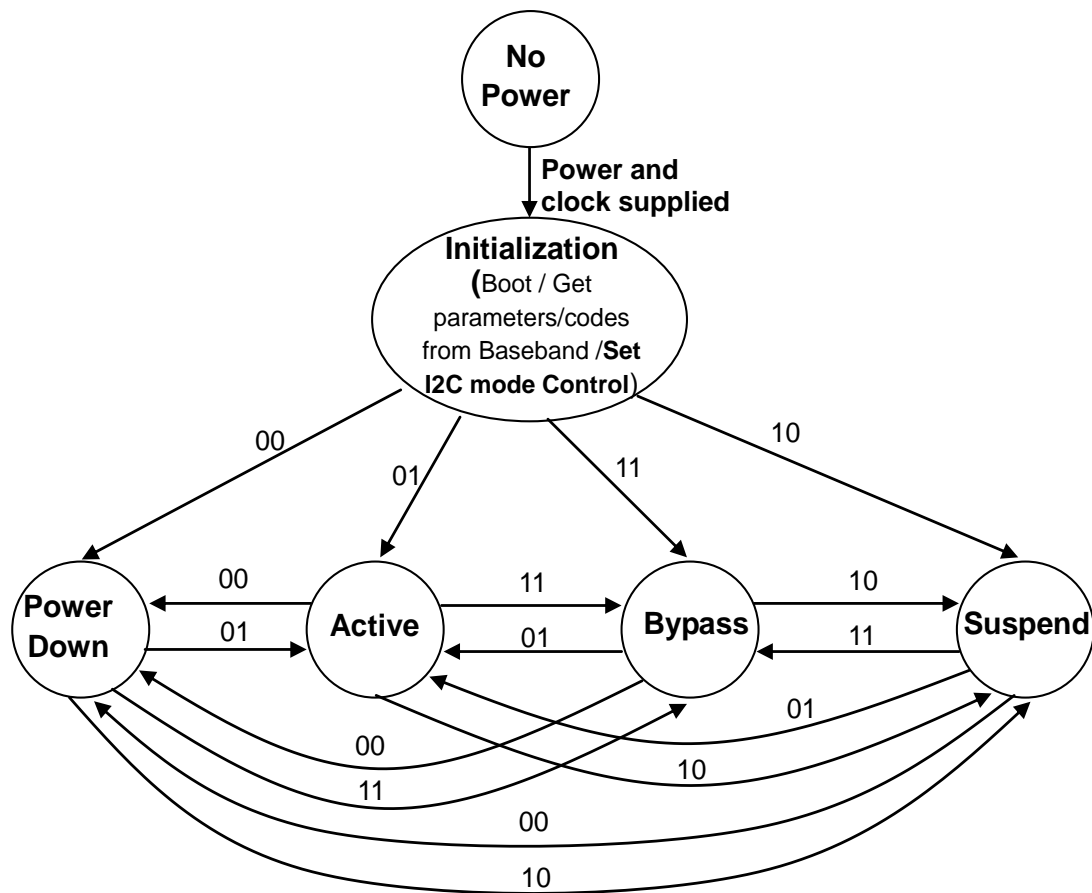 No
Power
Power and
clock supplied
Initialization
(Boot / Get
parameters/codes
from Baseband /Set
I2C mode Control)
00
01
11
10
Power
Down
00
01
Active
11
01
Bypass
10
11
Suspend
01
00
10
11
00
10